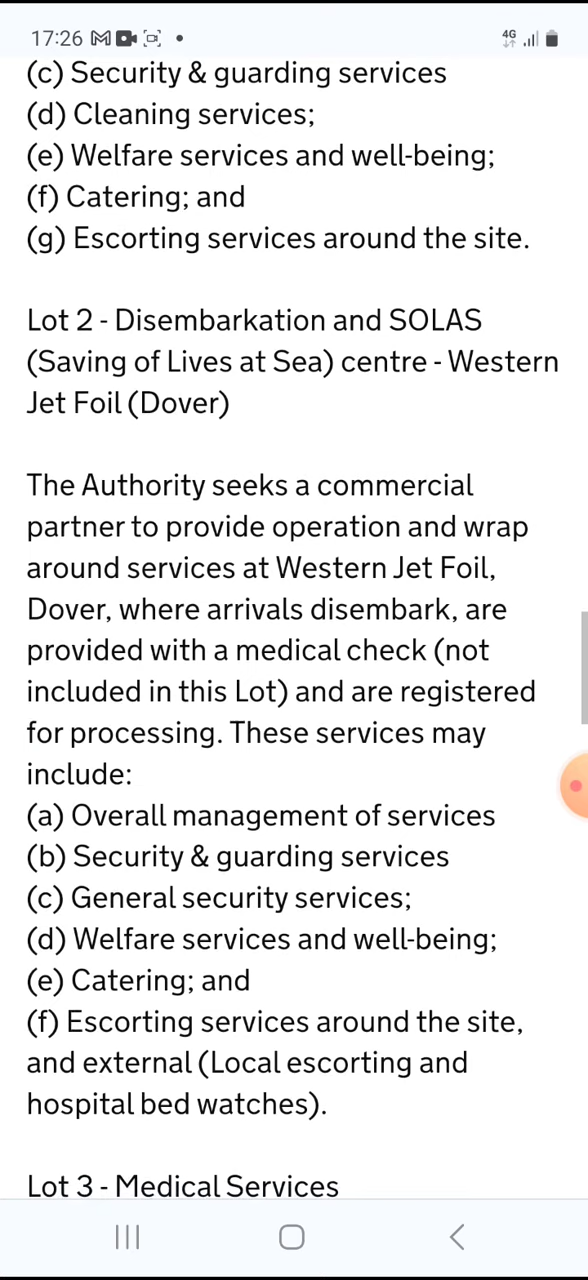 17:26 4G
(c) Security & guarding services
(d) Cleaning services;
(e) Welfare services and well-being;
(f) Catering; and
(g) Escorting services around the site.
Lot 2 - Disembarkation and SOLAS
(Saving of Lives at Sea) centre - Western
Jet Foil (Dover)
The Authority seeks a commercial
partner to provide operation and wrap
around services at Western Jet Foil,
Dover, where arrivals disembark, are
provided with a medical check (not
included in this Lot) and are registered
for processing. These services may
include:
(a) Overall management of services
(b) Security & guarding services
(c) General security services;
(d) Welfare services and well-being;
(e) Catering; and
(f) Escorting services around the site,
and external (Local escorting and
hospital bed watches).
Lot 3 - Medical Services